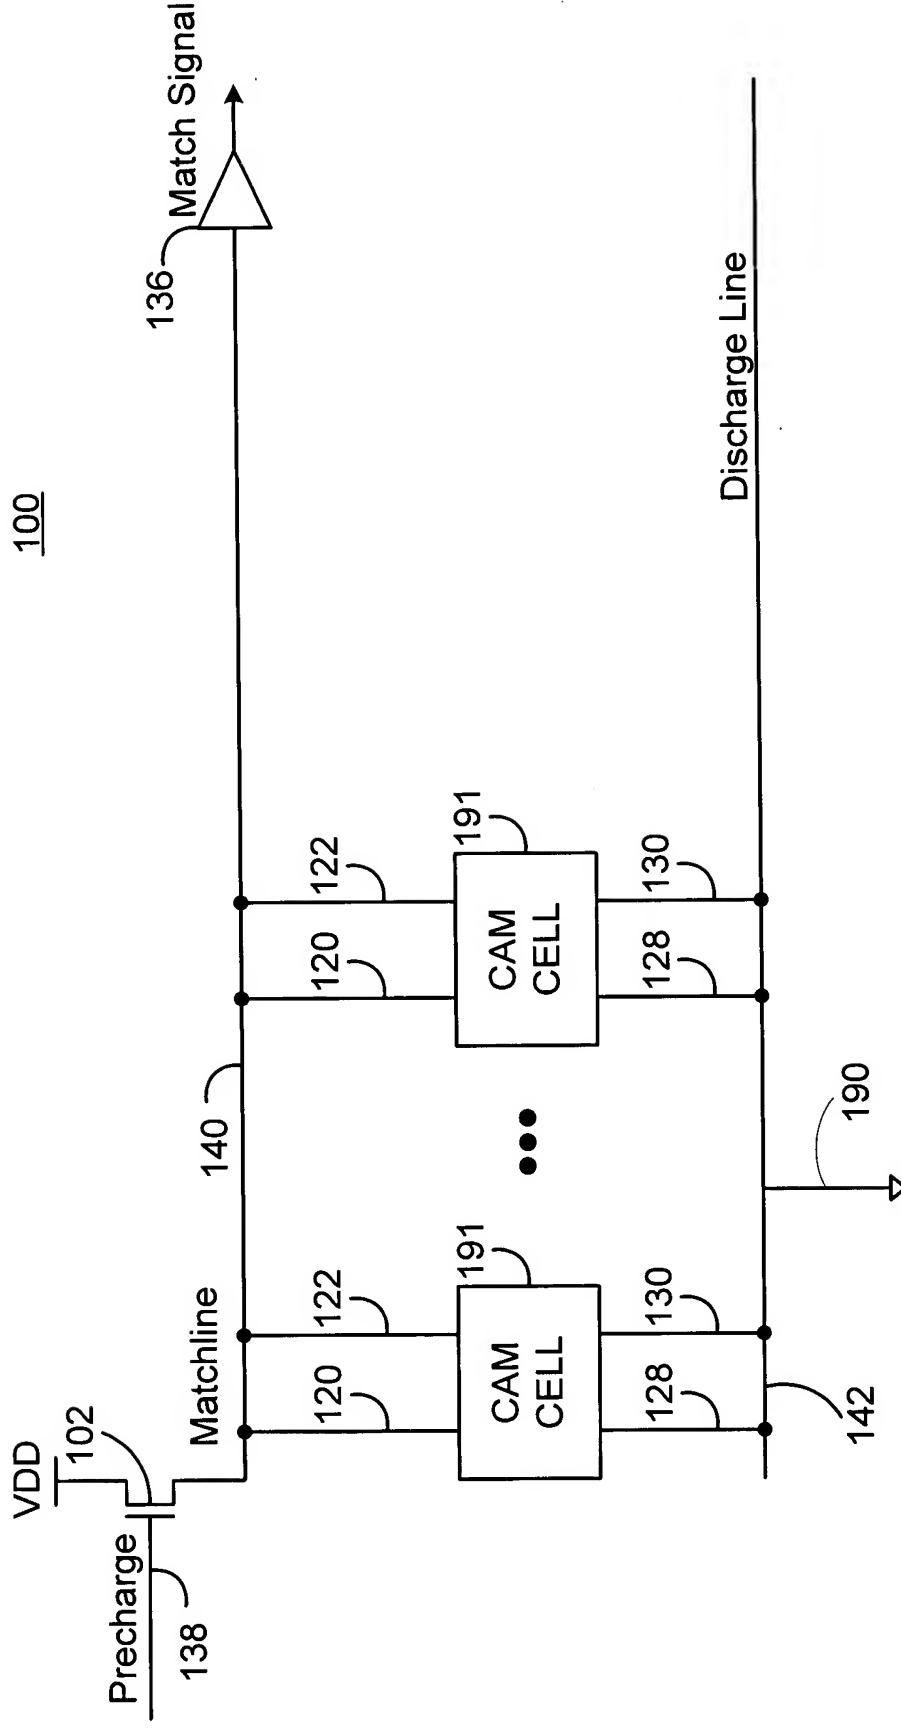 100
VDD
102
Precharge
138
Matchline
140
136
Match Signal
120
122
120
122
CAM
CELL
191
CAM
CELL
191
128
130
128
130
Discharge Line
142
190